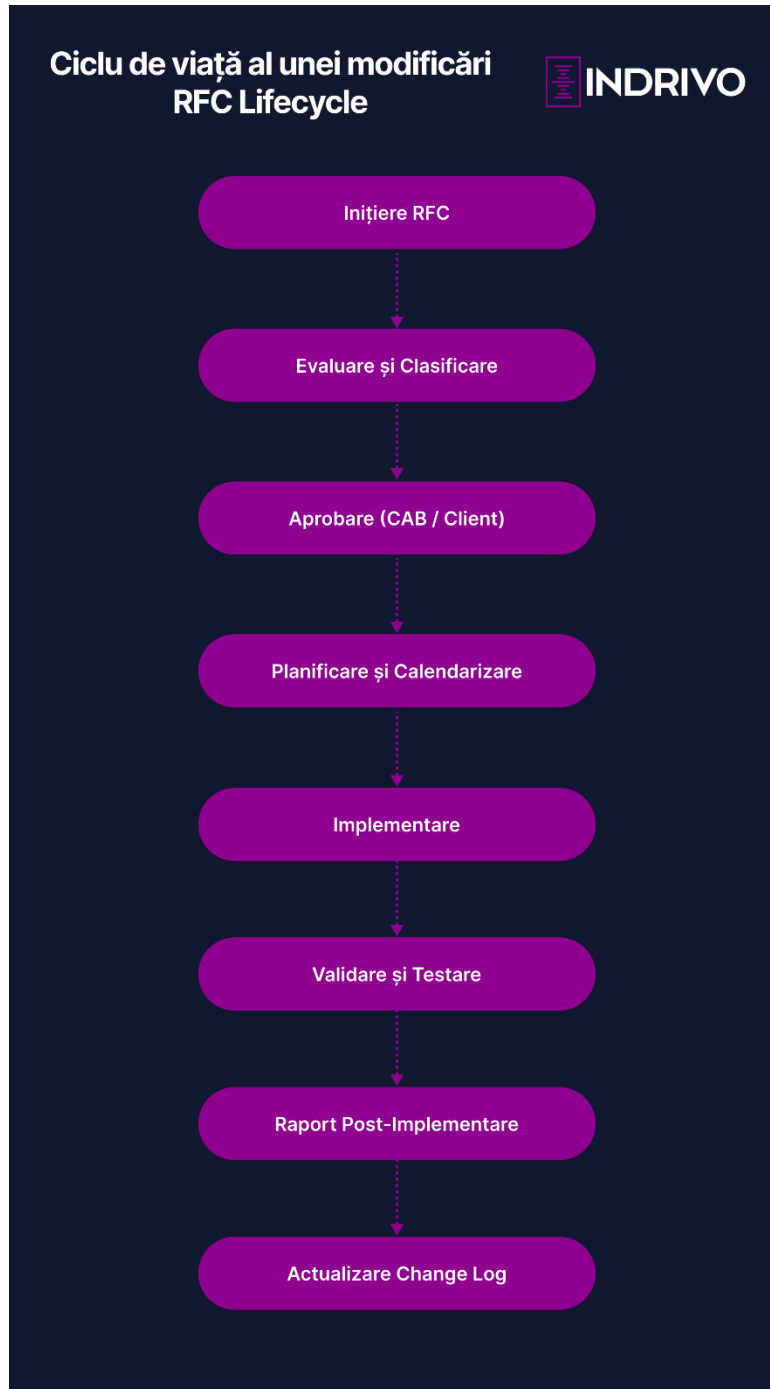 Ciclu de viață al unei modificări
RFC Lifecycle
INDRIVO
Inițiere RFC
Evaluare și Clasificare
Aprobare (CAB / Client)
Planificare și Calendarizare
Implementare
Validare și Testare
Raport Post-Implementare
Actualizare Change Log